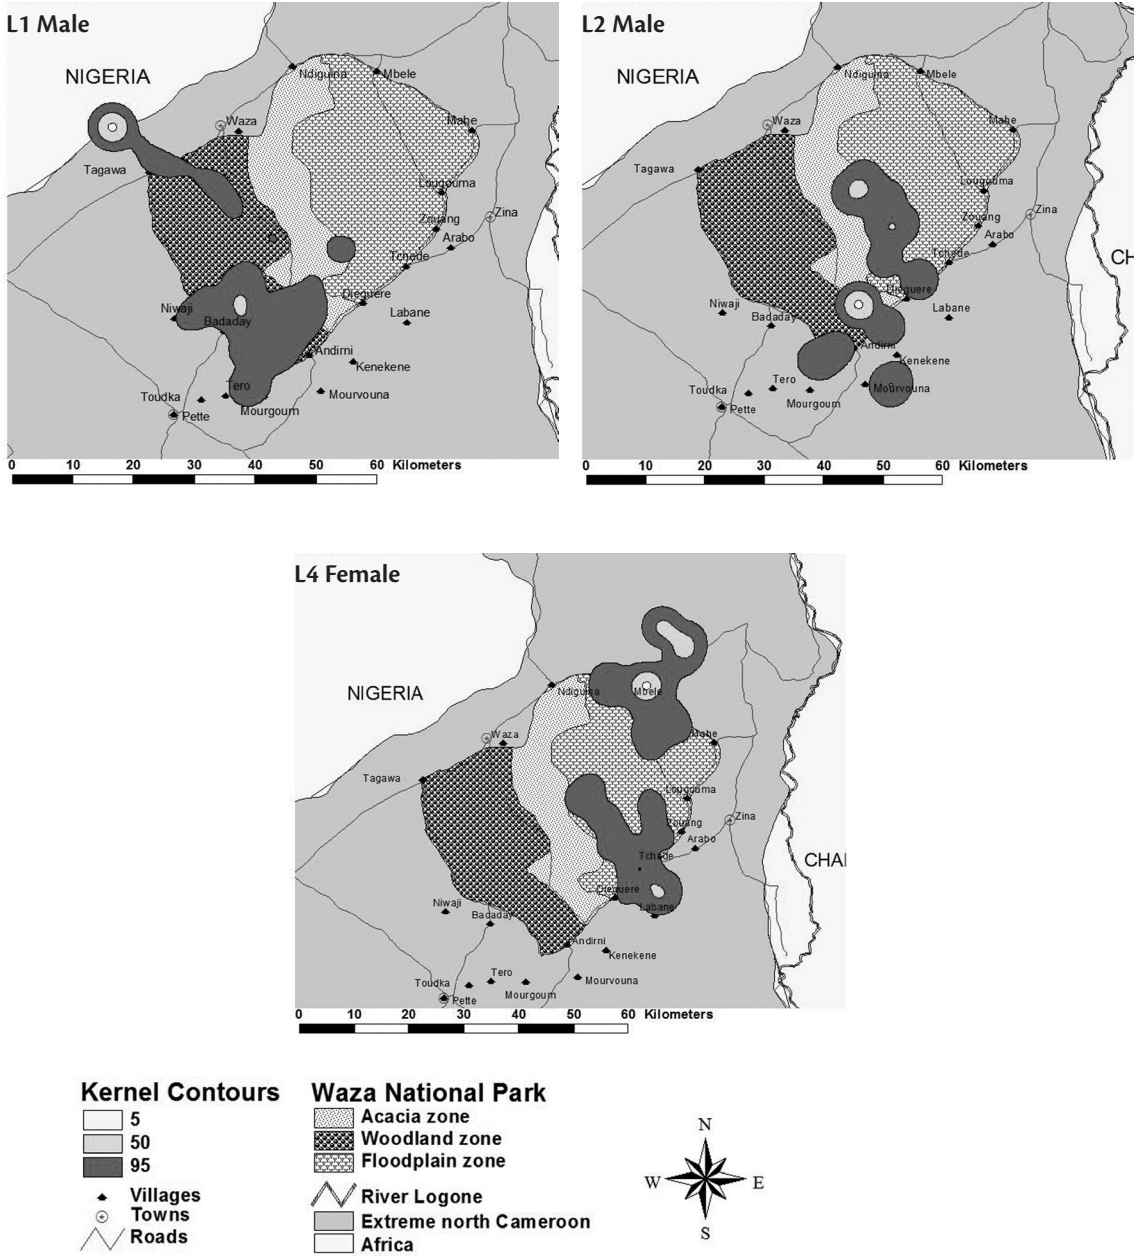 L1 Male
NIGERIA
Ndiguina
Mbele
Waza
Mahe
Tagawa
Lougouma
Zina
Zouang
Arabo
Tchede
Dieguere
Niwaji
Labane
Badaday
Andirni
Kenekene
Tero
Toudka
Mourvouna
Mourgoum
Pette
0 10 20 30 40 50 60 Kilometers
L2 Male
NIGERIA
Ndiguina
Mbele
Waza
Mahe
Tagawa
Lougouma
Zina
Zouang
Arabo
Tchede
CH
Dieguere
Niwaji
Labane
Badaday
Andirni
Kenekene
Tero
Toudka
Mourvouna
Mourgoum
Pette
0 10 20 30 40 50 60 Kilometers
L4 Female
NIGERIA
Ndiguina
Mbele
Waza
Mahe
Tagawa
Lougouma
Zina
Zouang
Arabo
Tchede
CHA
Dieguere
Niwaji
Labane
Badaday
Andirni
Kenekene
Tero
Toudka
Mourvouna
Mourgoum
Pette
0 10 20 30 40 50 60 Kilometers
Kernel Contours
5
50
95
Villages
Towns
Roads
Waza National Park
Acacia zone
Woodland zone
Floodplain zone
River Logone
Extreme north Cameroon
Africa
N
W E
S